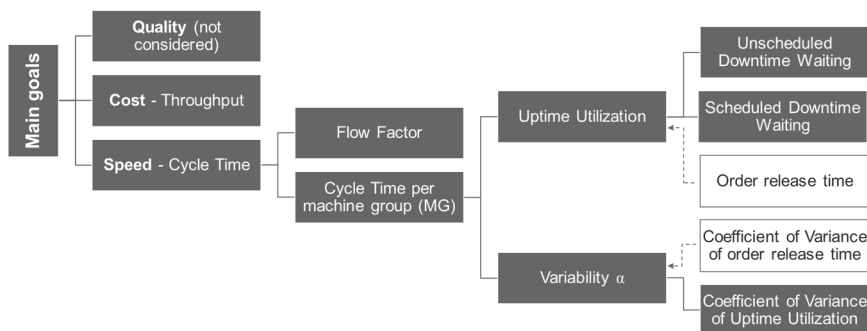 Main goals
Quality (not
considered)
Cost - Throughput
Speed - Cycle Time
Flow Factor
Cycle Time per
machine group (MG)
Uptime Utilization
Variability α
Unscheduled
Downtime Waiting
Scheduled Downtime
Waiting
Order release time
Coefficient of Variance
of order release time
Coefficient of Variance
of Uptime Utilization